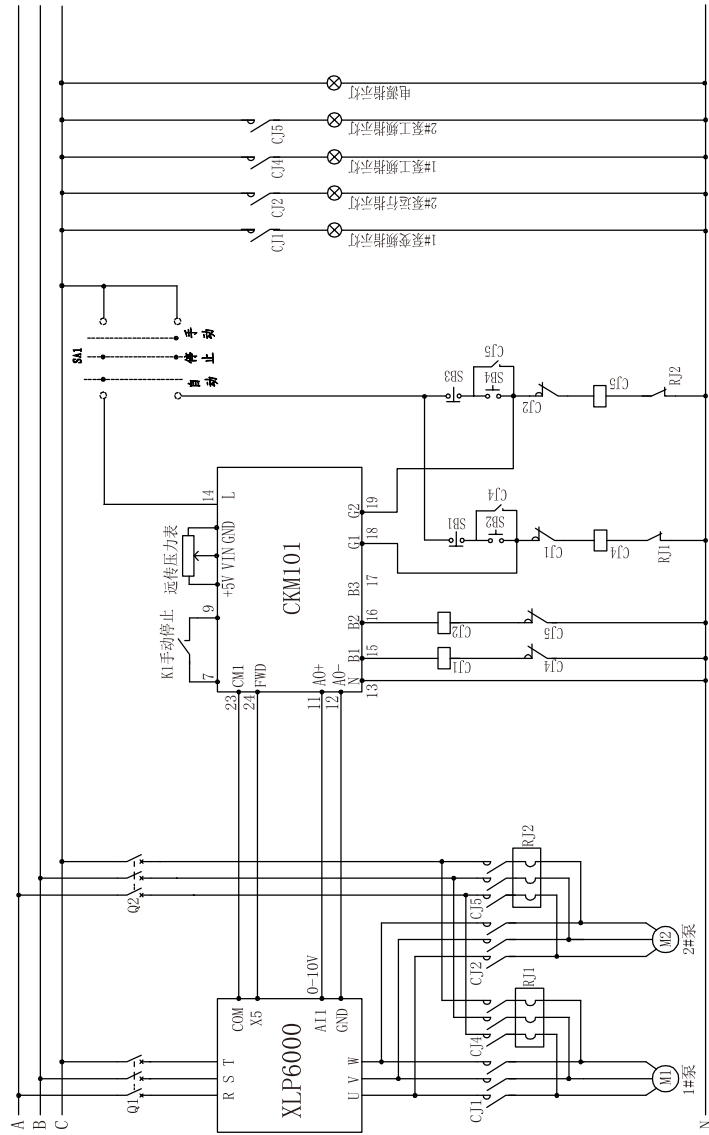 A
B
C
Q1
Q2
R S T
XLP6000
COM
X5
0-10V
AI1
GND
U V W
CJ1
CJ4
RJ1
CJ2
CJ5
RJ2
M1
1#泵
M2
2#泵
K1手动停止
远传压力表
7
9
+5V VIN GND
14
L
23
CM1
24
FWD
11
AO+
12
AO-
CKM101
N
B1
B2
B3
G1
G2
13
15
16
17
18
19
SA1
自动
停止
手动
CJ1
CJ4
CJ2
CJ5
SB1
SB2
CJ4
CJ1
CJ4
RJ1
SB3
SB4
CJ5
CJ2
CJ5
RJ2
CJ1
1#泵变频指示灯
CJ2
2#泵运行指示灯
CJ4
1#泵工频指示灯
CJ5
2#泵工频指示灯
电源指示灯
N